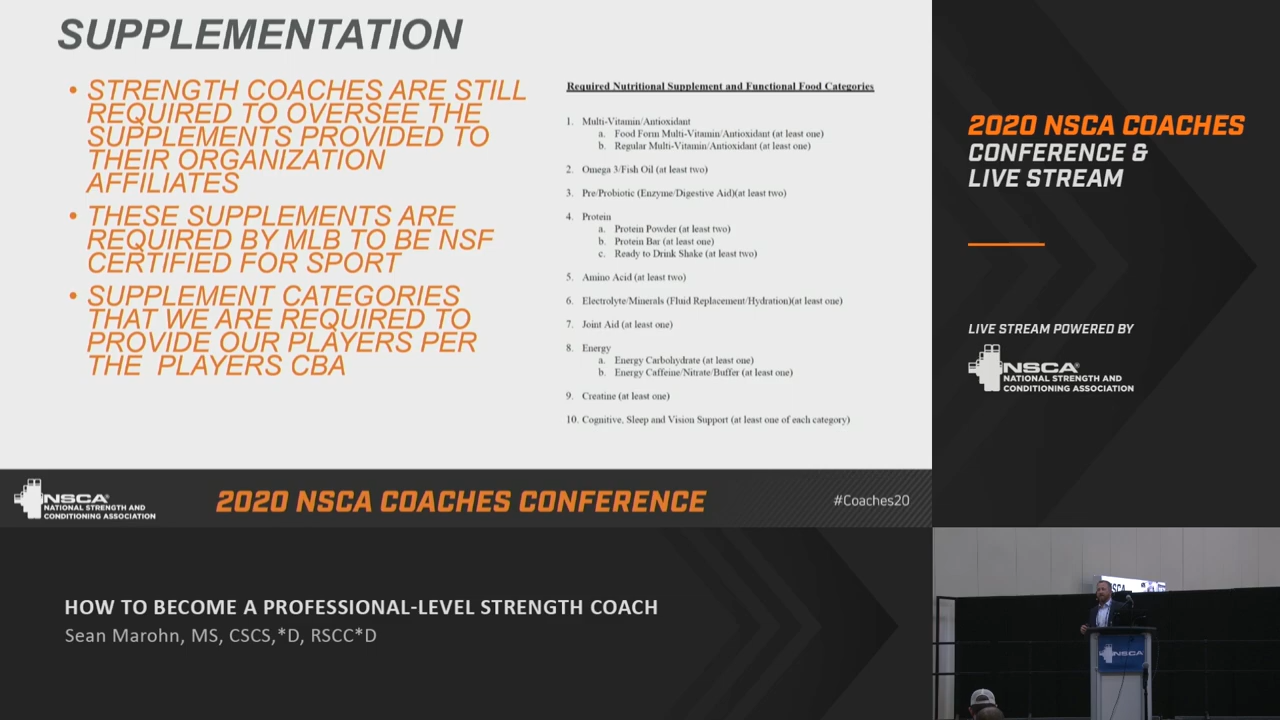 SUPPLEMENTATION
• STRENGTH COACHES ARE STILL
REQUIRED TO OVERSEE THE
SUPPLEMENTS PROVIDED TO
THEIR ORGANIZATION
AFFILIATES
• THESE SUPPLEMENTS ARE
REQUIRED BY MLB TO BE NSF
CERTIFIED FOR SPORT
• SUPPLEMENT CATEGORIES
THAT WE ARE REQUIRED TO
PROVIDE OUR PLAYERS PER
THE PLAYERS CBA
Required Nutritional Supplement and Functional Food Categories
1. Multi-Vitamin/Antioxidant
a. Food Form Multi-Vitamin/Antioxidant (at least one)
b. Regular Multi-Vitamin/Antioxidant (at least one)
2. Omega 3/Fish Oil (at least two)
3. Pre/Probiotic (Enzyme/Digestive Aid)(at least two)
4. Protein
a. Protein Powder (at least two)
b. Protein Bar (at least one)
c. Ready to Drink Shake (at least two)
5. Amino Acid (at least two)
6. Electrolyte/Minerals (Fluid Replacement/Hydration)(at least one)
7. Joint Aid (at least one)
8. Energy
a. Energy Carbohydrate (at least one)
b. Energy Caffeine/Nitrate/Buffer (at least one)
9. Creatine (at least one)
10. Cognitive, Sleep and Vision Support (at least one of each category)
NSCA®
NATIONAL STRENGTH AND
CONDITIONING ASSOCIATION
2020 NSCA COACHES CONFERENCE
#Coaches20
2020 NSCA COACHES
CONFERENCE &
LIVE STREAM
LIVE STREAM POWERED BY
NSCA®
NATIONAL STRENGTH AND
CONDITIONING ASSOCIATION
HOW TO BECOME A PROFESSIONAL-LEVEL STRENGTH COACH
Sean Marohn, MS, CSCS,*D, RSCC*D
NSCA